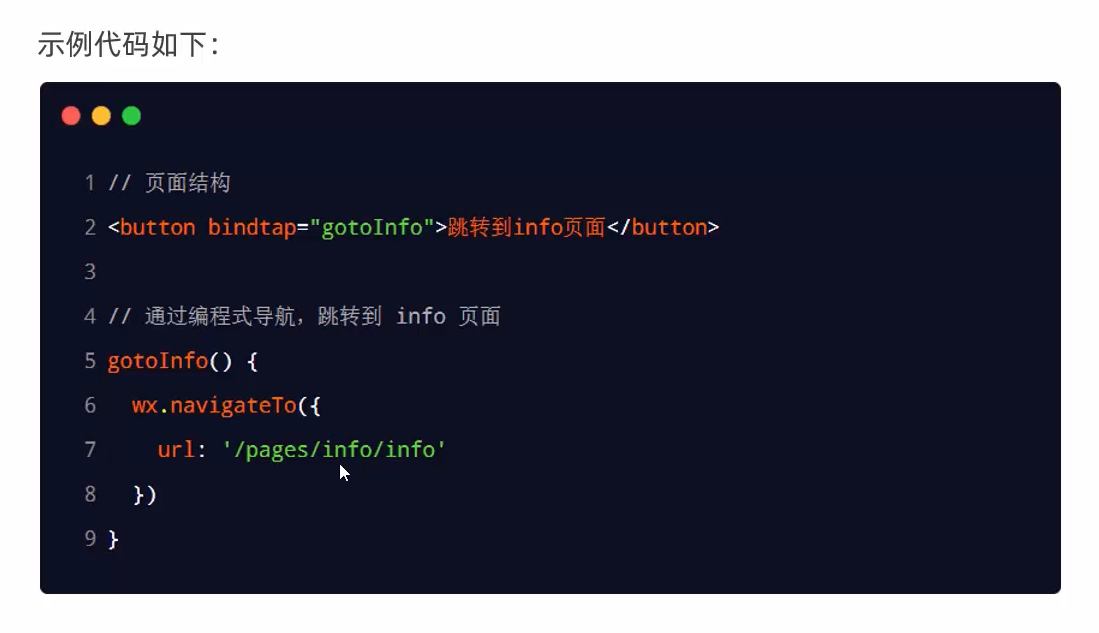 示例代码如下：
1 // 页面结构
2 <button bindtap="gotoInfo">跳转到info页面</button>
3
4 // 通过编程式导航，跳转到 info 页面
5 gotoInfo() {
6   wx.navigateTo({
7     url: '/pages/info/info'
8   })
9 }